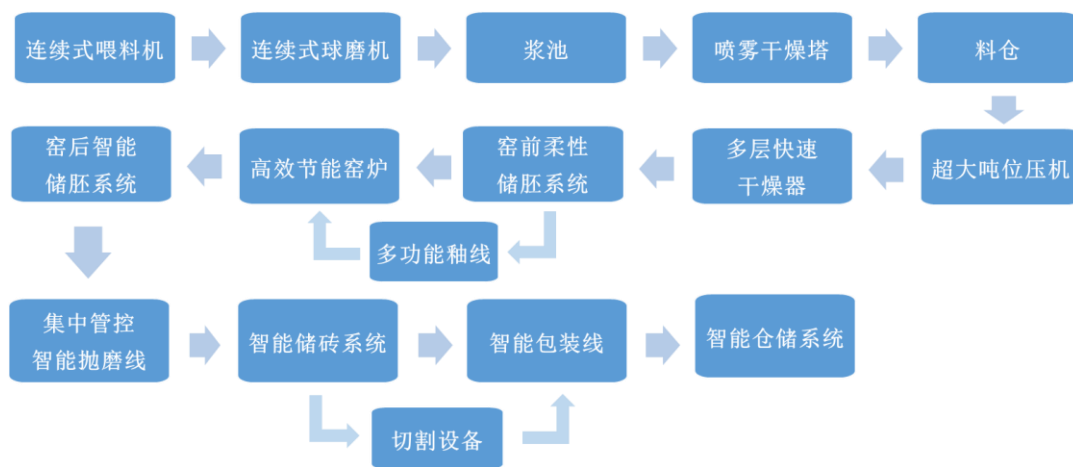 连续式喂料机
连续式球磨机
浆池
喷雾干燥塔
料仓
窑后智能
储胚系统
高效节能窑炉
窑前柔性
储胚系统
多层快速
干燥器
超大吨位压机
多功能釉线
集中管控
智能抛磨线
智能储砖系统
智能包装线
智能仓储系统
切割设备